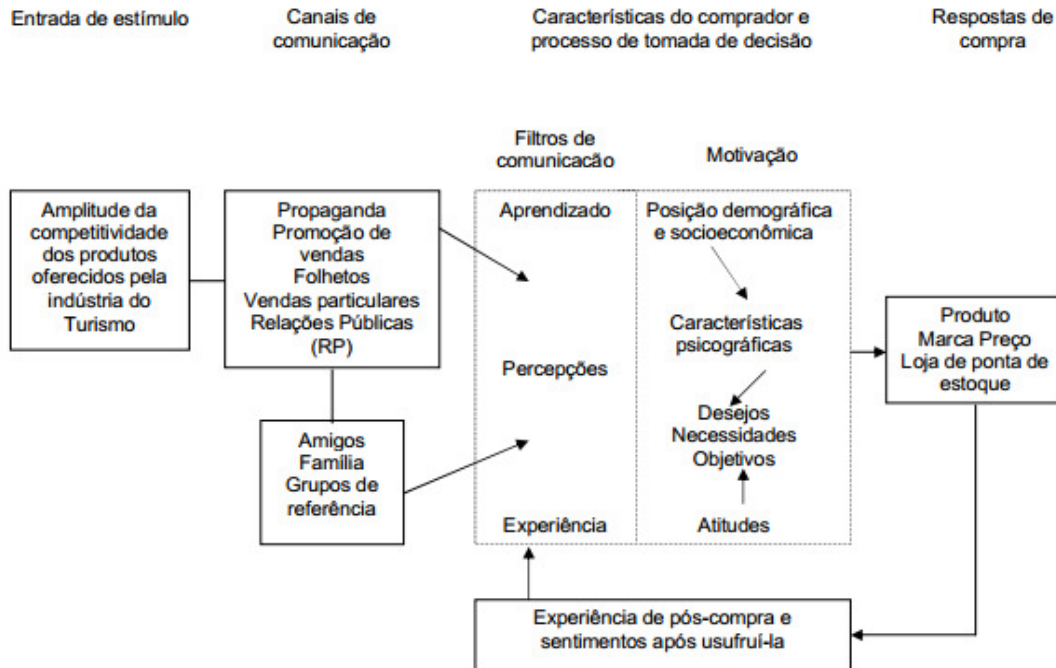 Entrada de estímulo
Canais de
comunicação
Características do comprador e
processo de tomada de decisão
Respostas de
compra
Filtros de
comunicacão
Motivação
Amplitude da
competitividade
dos produtos
oferecidos pela
indústria do
Turismo
Propaganda
Promoção de
vendas
Folhetos
Vendas particulares
Relações Públicas
(RP)
Amigos
Família
Grupos de
referência
Aprendizado
Percepções
Experiência
Posição demográfica
e socioeconômica
Características
psicográficas
Desejos
Necessidades
Objetivos
Atitudes
Produto
Marca Preço
Loja de ponta de
estoque
Experiência de pós-compra e
sentimentos após usufruí-la